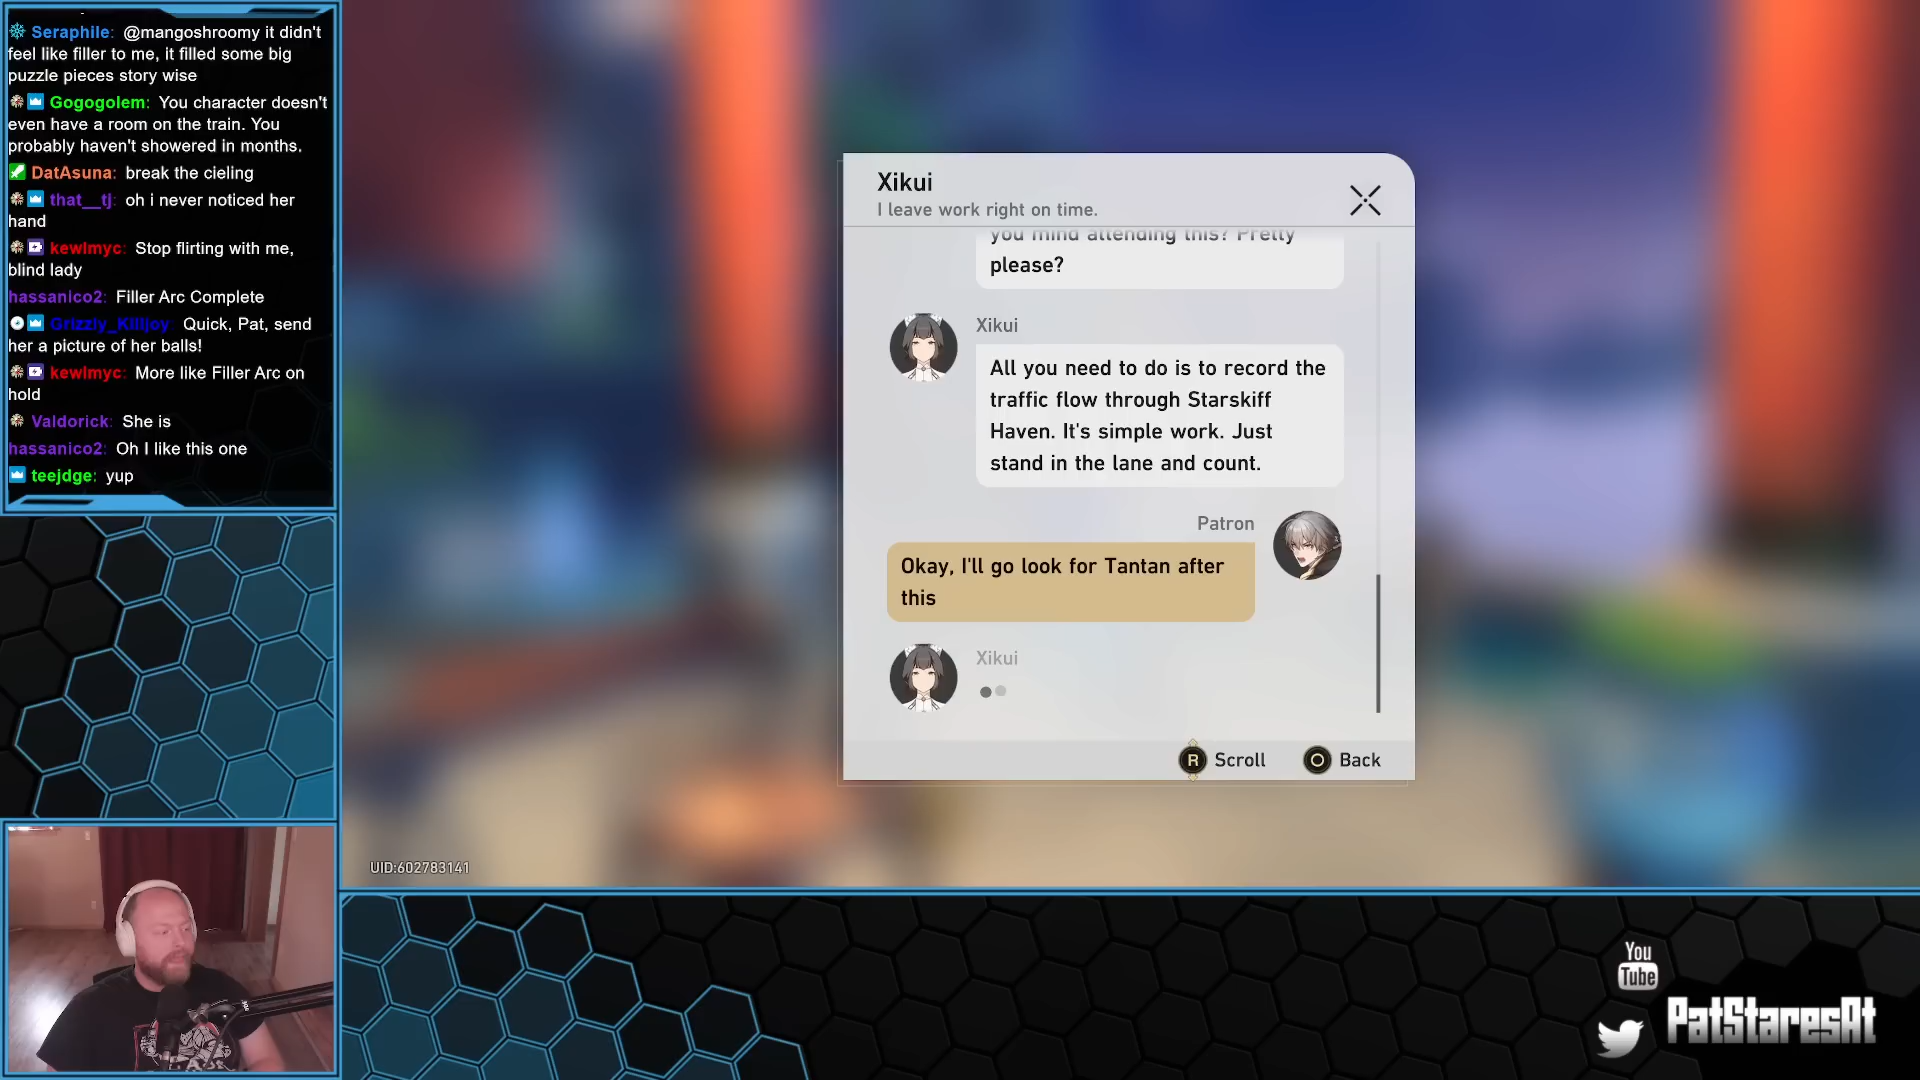 Seraphile: @mangoshroomy it didn't
feel like filler to me, it filled some big
puzzle pieces story wise
Gogogolem: You character doesn't
even have a room on the train. You
probably haven't showered in months.
DatAsuna: break the cieling
that__tj: oh i never noticed her
hand
kewlmyc: Stop flirting with me,
blind lady
hassanico2: Filler Arc Complete
Grizzly_Killjoy: Quick, Pat, send
her a picture of her balls!
kewlmyc: More like Filler Arc on
hold
Valdorick: She is
hassanico2: Oh I like this one
teejdge: yup
Xikui
I leave work right on time.
you mind attending this? Pretty
please?
Xikui
All you need to do is to record the
traffic flow through Starskiff
Haven. It's simple work. Just
stand in the lane and count.
Patron
Okay, I'll go look for Tantan after
this
Xikui
R Scroll
Back
UID:602783141
You
Tube
PatStaresAt